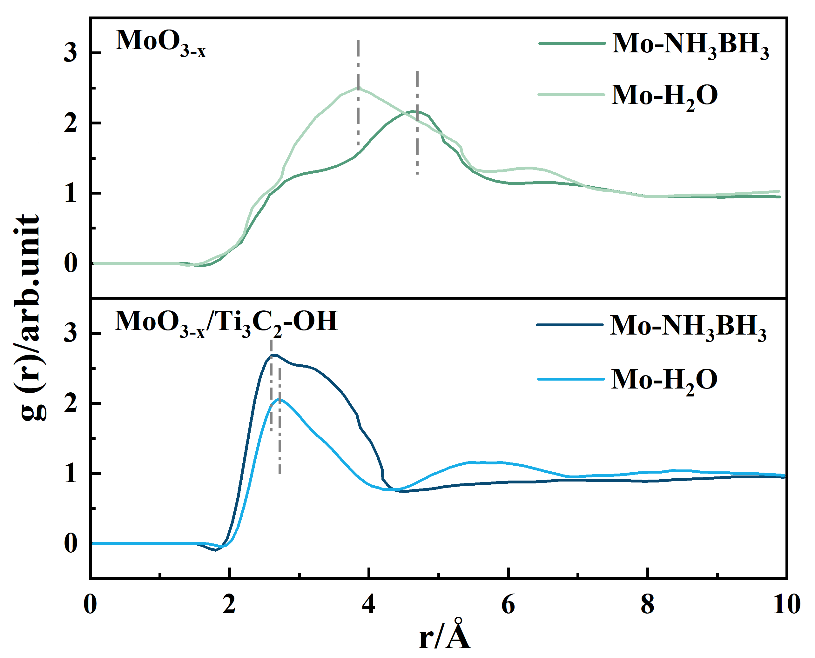 MoO₃₋ₓ
Mo-NH₃BH₃
Mo-H₂O
3
2
1
0
MoO₃₋ₓ/Ti₃C₂-OH
Mo-NH₃BH₃
Mo-H₂O
3
2
1
0
g (r)/arb.unit
0 2 4 6 8 10
r/Å